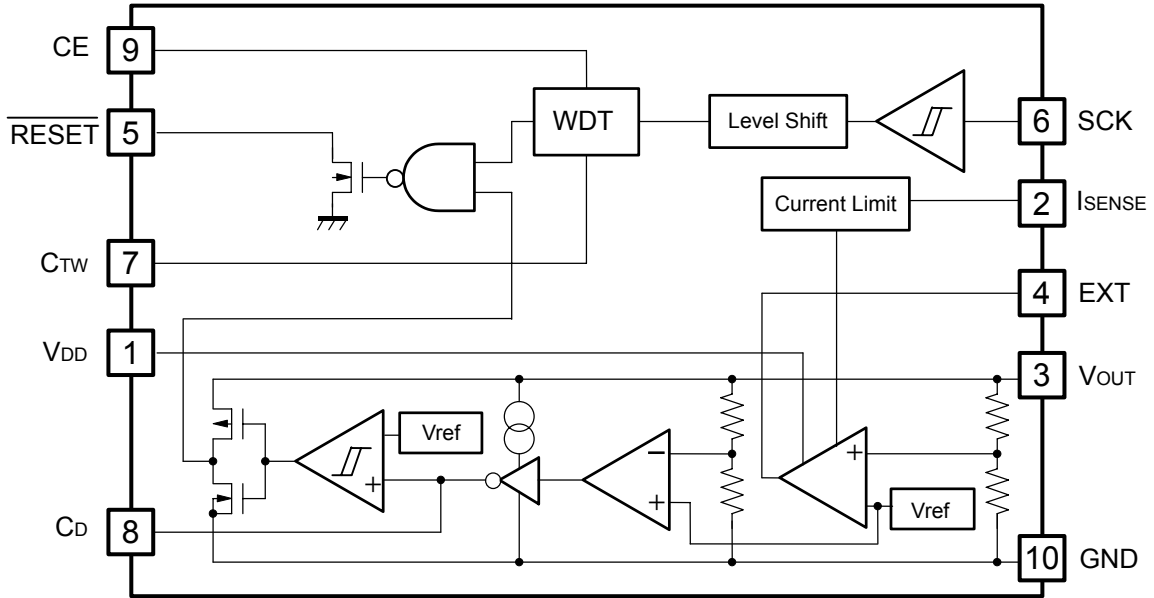 CE 9
RESET 5
CTW 7
VDD 1
CD 8
WDT
Level Shift
6 SCK
Current Limit
2 ISENSE
4 EXT
3 VOUT
Vref
+
−
+
+
Vref
10 GND